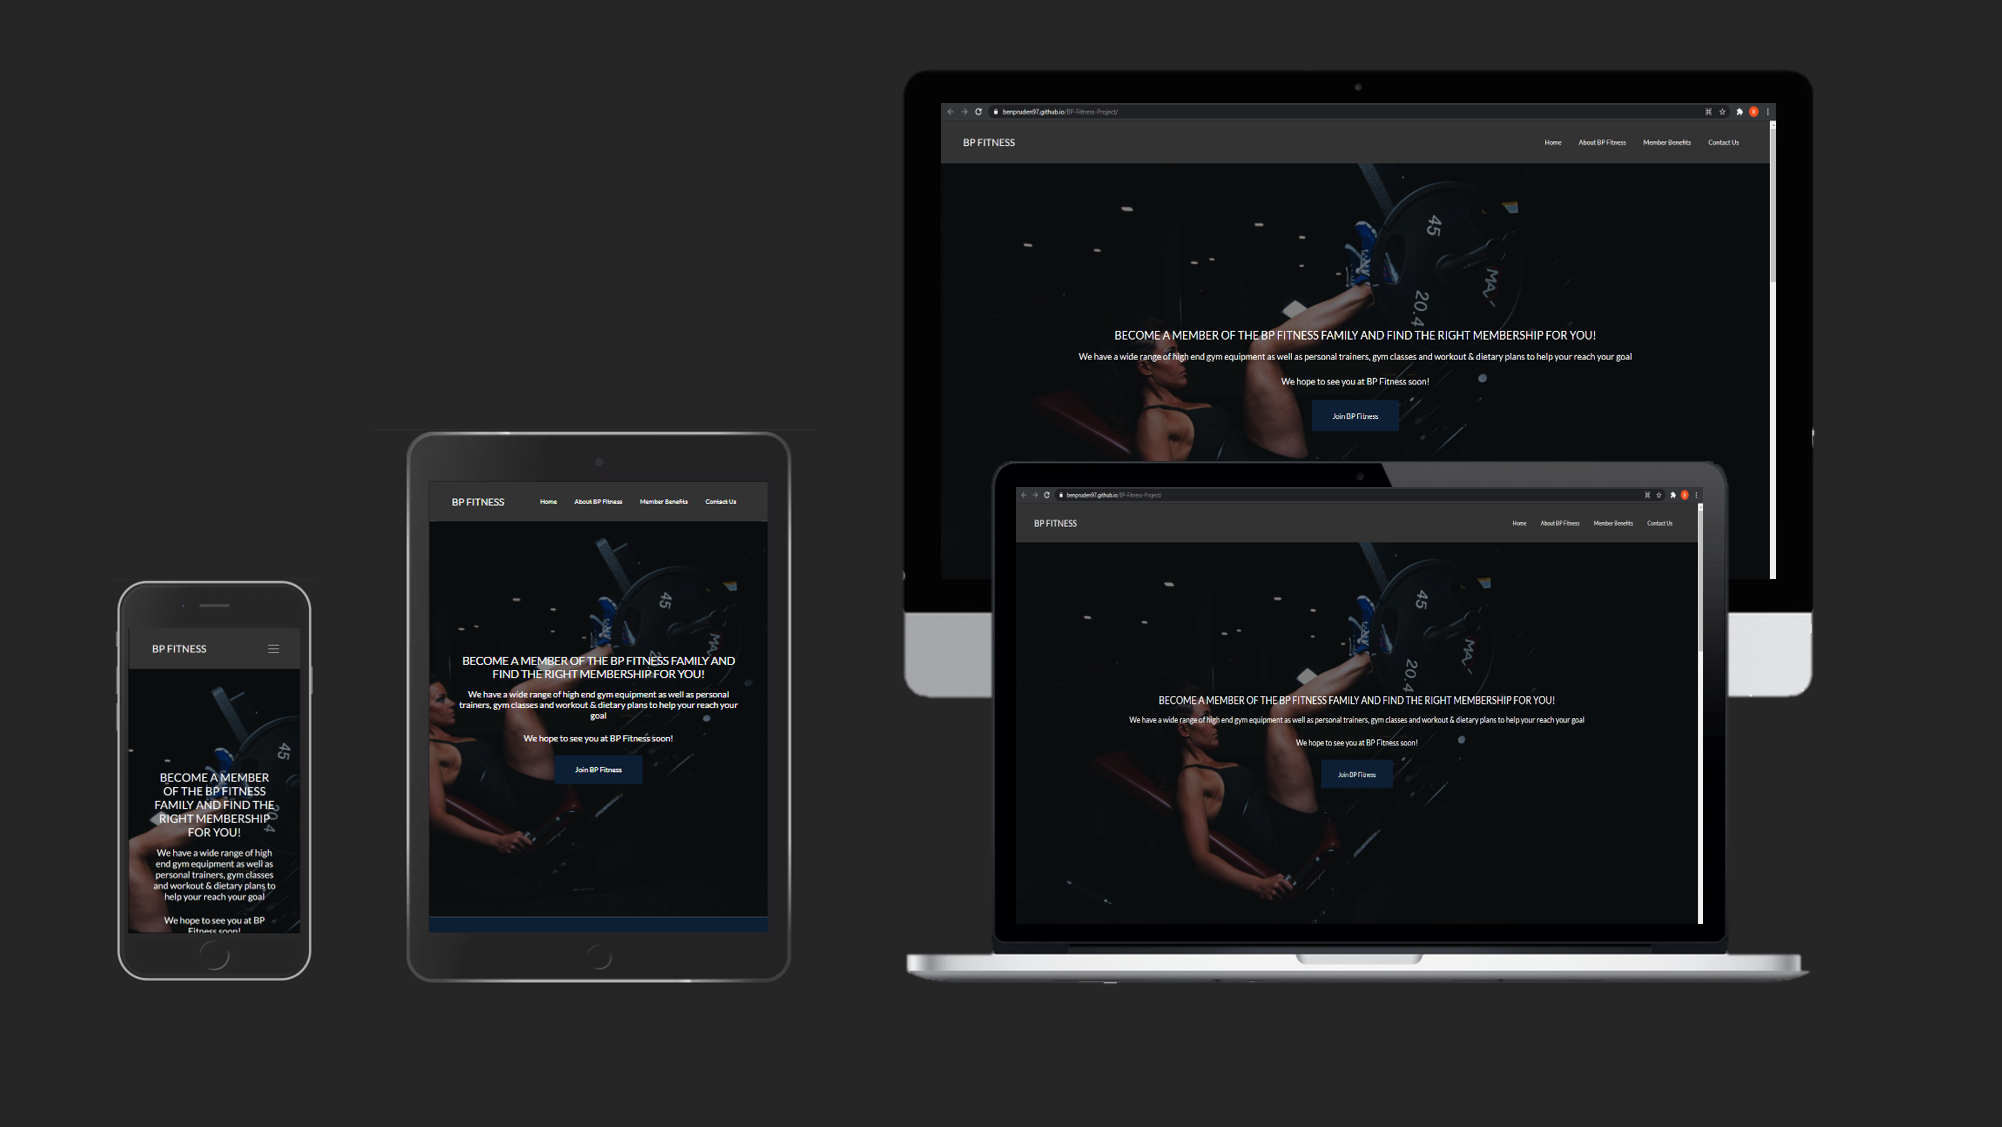 benpruden97.github.io/BP-Fitness-Project/
BP FITNESS
Home About BP Fitness Member Benefits Contact Us
45
MA
20.4
BECOME A MEMBER OF THE BP FITNESS FAMILY AND FIND THE RIGHT MEMBERSHIP FOR YOU!
We have a wide range of high end gym equipment as well as personal trainers, gym classes and workout & dietary plans to help your reach your goal
We hope to see you at BP Fitness soon!
Join BP Fitness
benpruden97.github.io/BP-Fitness-Project/
BP FITNESS
Home About BP Fitness Member Benefits Contact Us
45
MA
20.4
BECOME A MEMBER OF THE BP FITNESS FAMILY AND FIND THE RIGHT MEMBERSHIP FOR YOU!
We have a wide range of high end gym equipment as well as personal trainers, gym classes and workout & dietary plans to help your reach your goal
We hope to see you at BP Fitness soon!
Join BP Fitness
BP FITNESS
Home About BP Fitness Member Benefits Contact Us
45
MA
BECOME A MEMBER OF THE BP FITNESS FAMILY AND
FIND THE RIGHT MEMBERSHIP FOR YOU!
We have a wide range of high end gym equipment as well as personal
trainers, gym classes and workout & dietary plans to help your reach your
goal
We hope to see you at BP Fitness soon!
Join BP Fitness
BP FITNESS
45
20.4
BECOME A MEMBER
OF THE BP FITNESS
FAMILY AND FIND THE
RIGHT MEMBERSHIP
FOR YOU!
We have a wide range of high
end gym equipment as well as
personal trainers, gym classes
and workout & dietary plans to
help your reach your goal
We hope to see you at BP
Fitness soon!